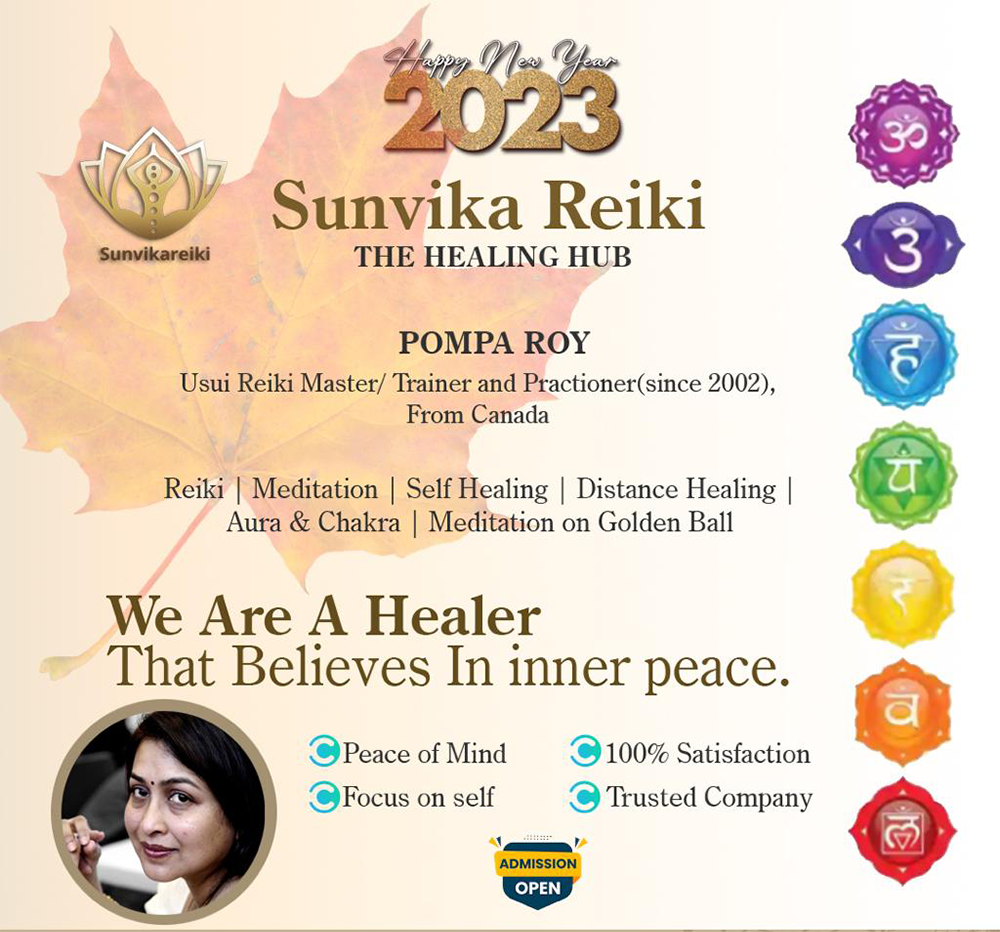 Happy New Year
2023
Sunvikareiki
Sunvika Reiki
THE HEALING HUB
POMPA ROY
Usui Reiki Master/ Trainer and Practioner(since 2002),
From Canada
Reiki | Meditation | Self Healing | Distance Healing |
Aura & Chakra | Meditation on Golden Ball
We Are A Healer
That Believes In inner peace.
Peace of Mind
100% Satisfaction
Focus on self
Trusted Company
ADMISSION
OPEN
ॐ
ૐ
हं
यं
रं
वं
लं